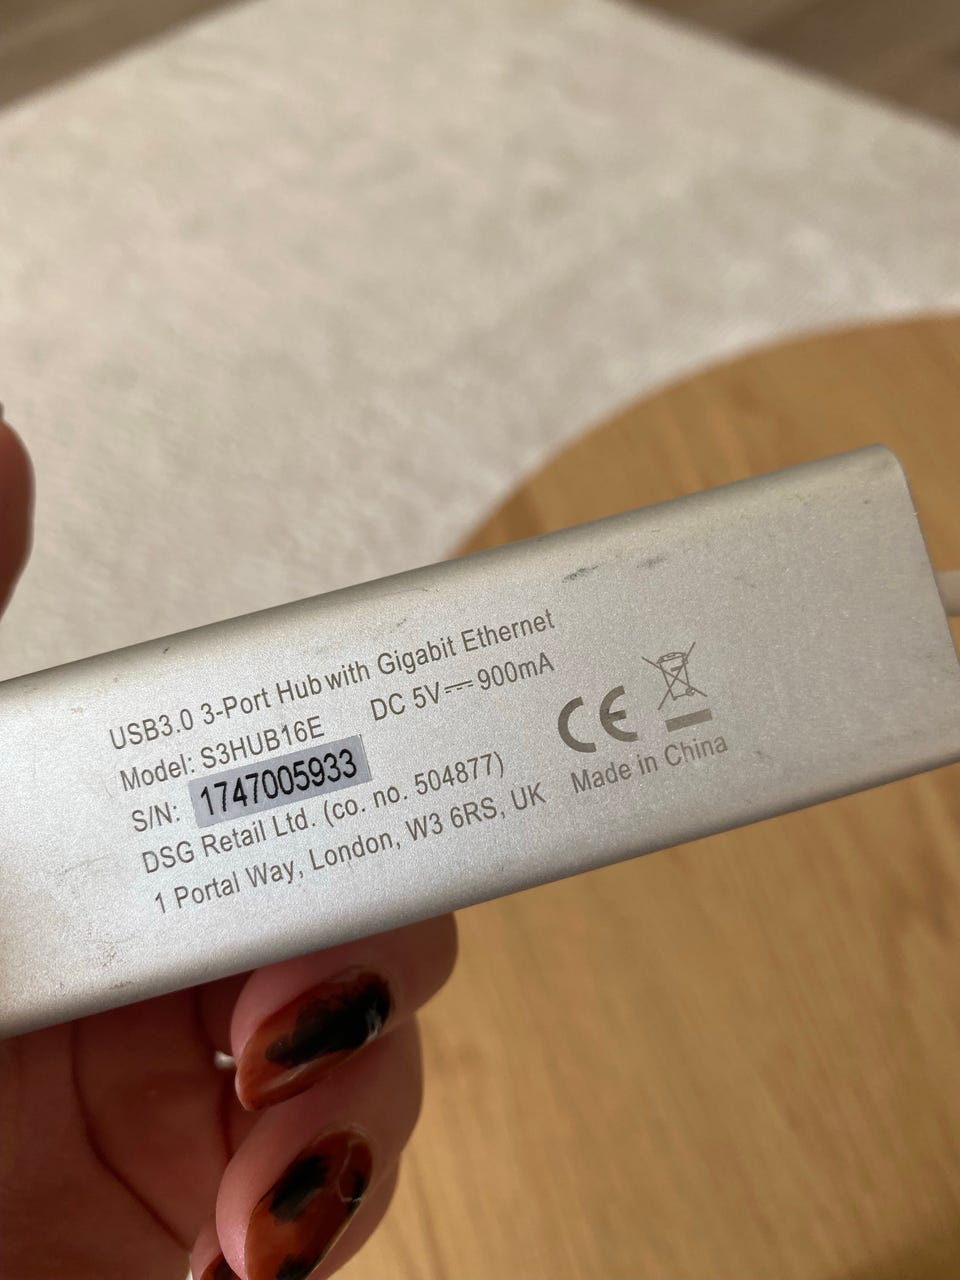 USB3.0 3-Port Hub with Gigabit Ethernet
Model: S3HUB16E DC 5V⎓900mA
S/N: 1747005933
DSG Retail Ltd. (co. no. 504877)
1 Portal Way, London, W3 6RS, UK
CE
Made in China